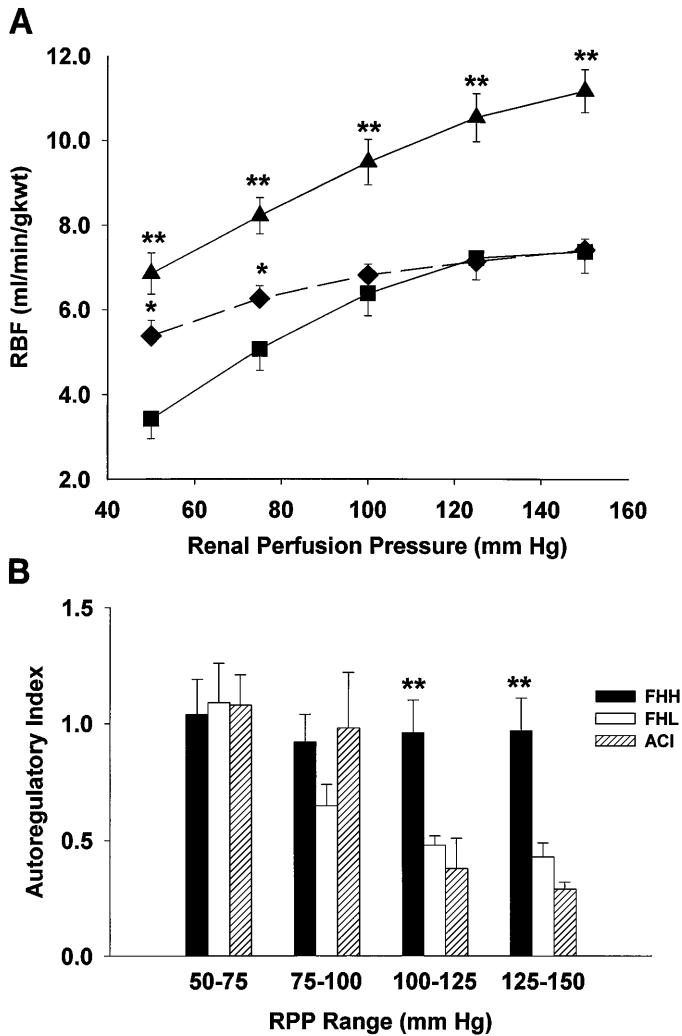 A
12.0
10.0
8.0
6.0
4.0
2.0
RBF (ml/min/gkwt)
**
**
**
**
**
*
*
40 60 80 100 120 140 160
Renal Perfusion Pressure (mm Hg)
B
1.5
1.0
0.5
0.0
Autoregulatory Index
** **
FHH
FHL
ACI
50-75 75-100 100-125 125-150
RPP Range (mm Hg)